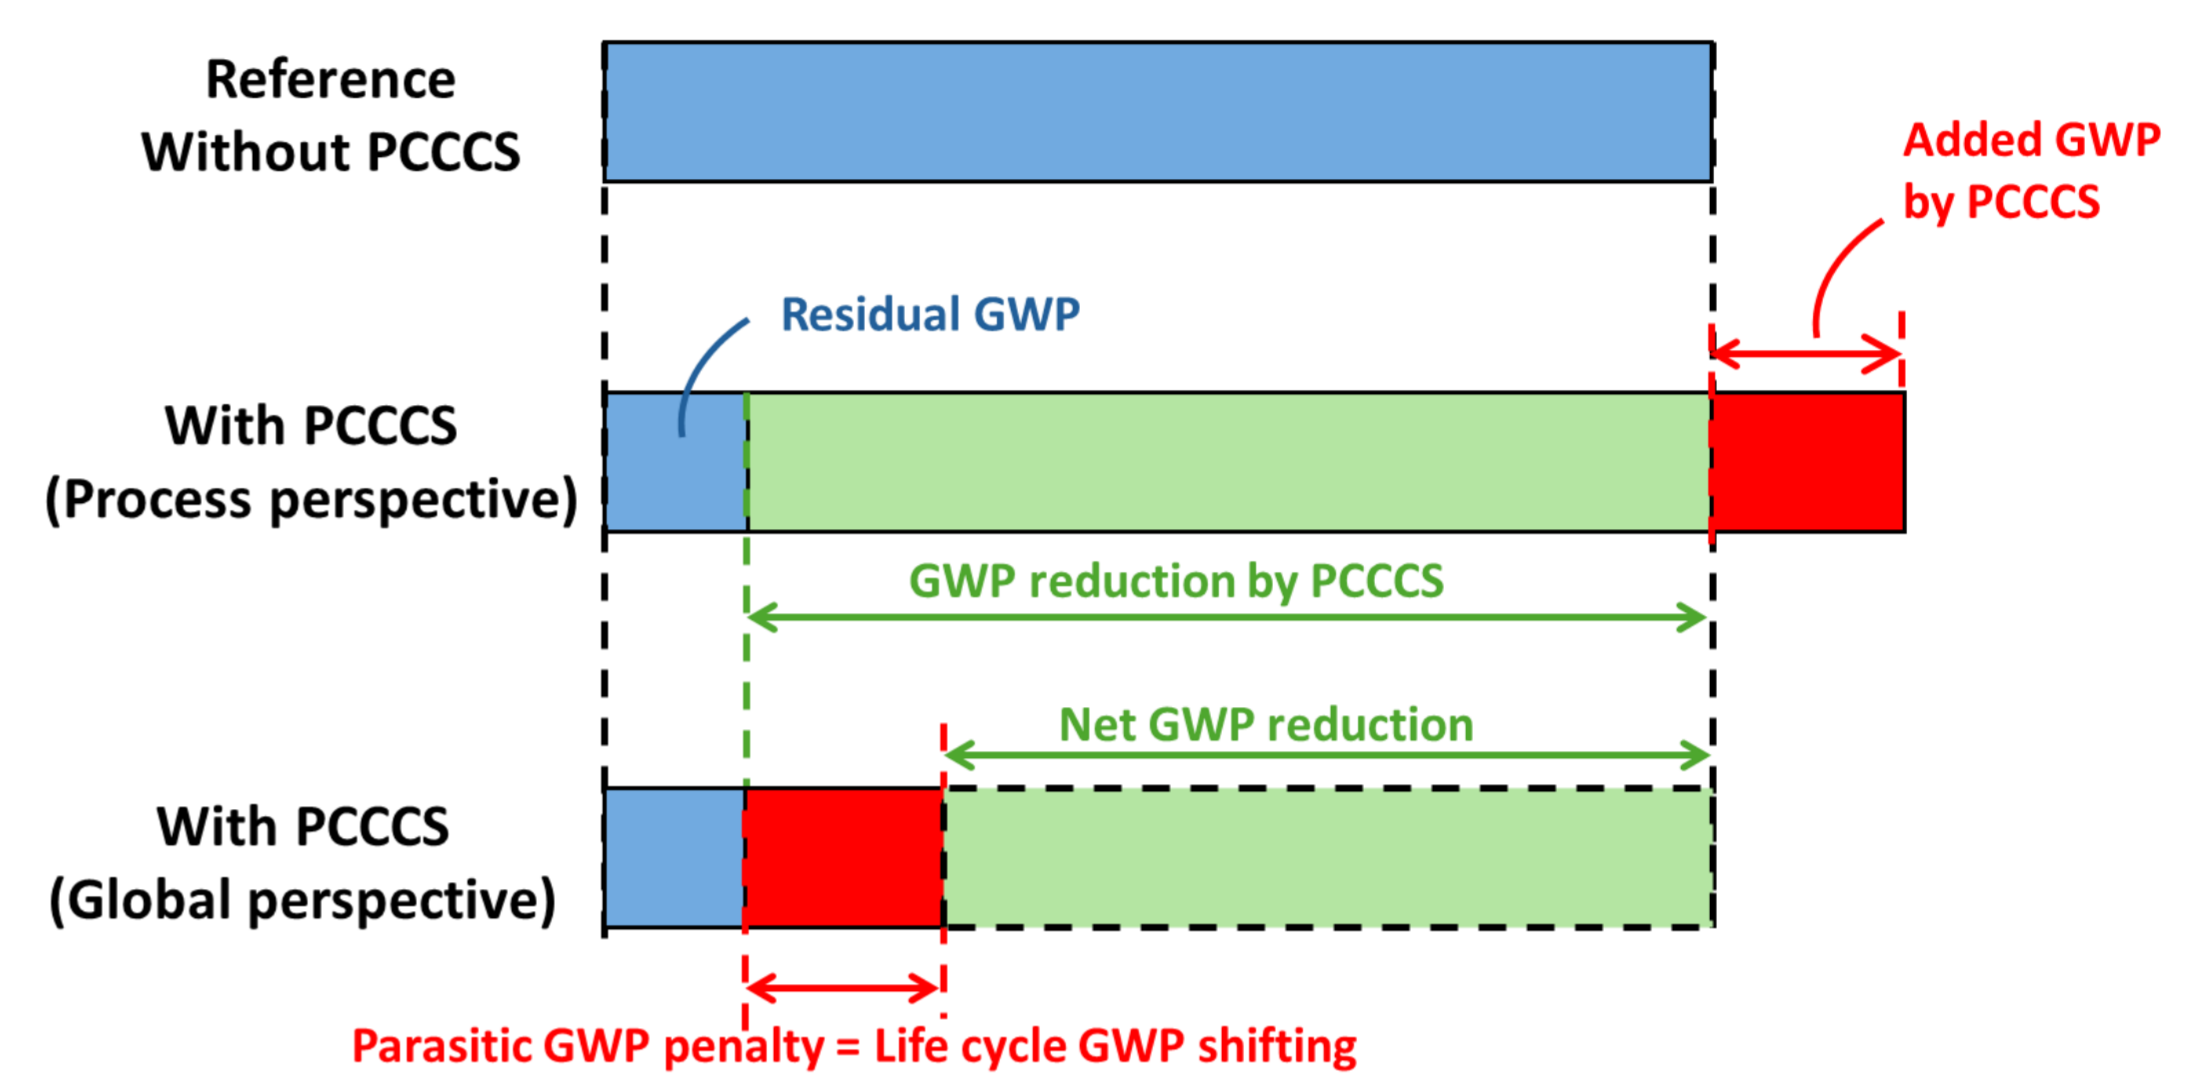 Reference
Without PCCCS
Added GWP
by PCCCS
Residual GWP
With PCCCS
(Process perspective)
GWP reduction by PCCCS
Net GWP reduction
With PCCCS
(Global perspective)
Parasitic GWP penalty = Life cycle GWP shifting